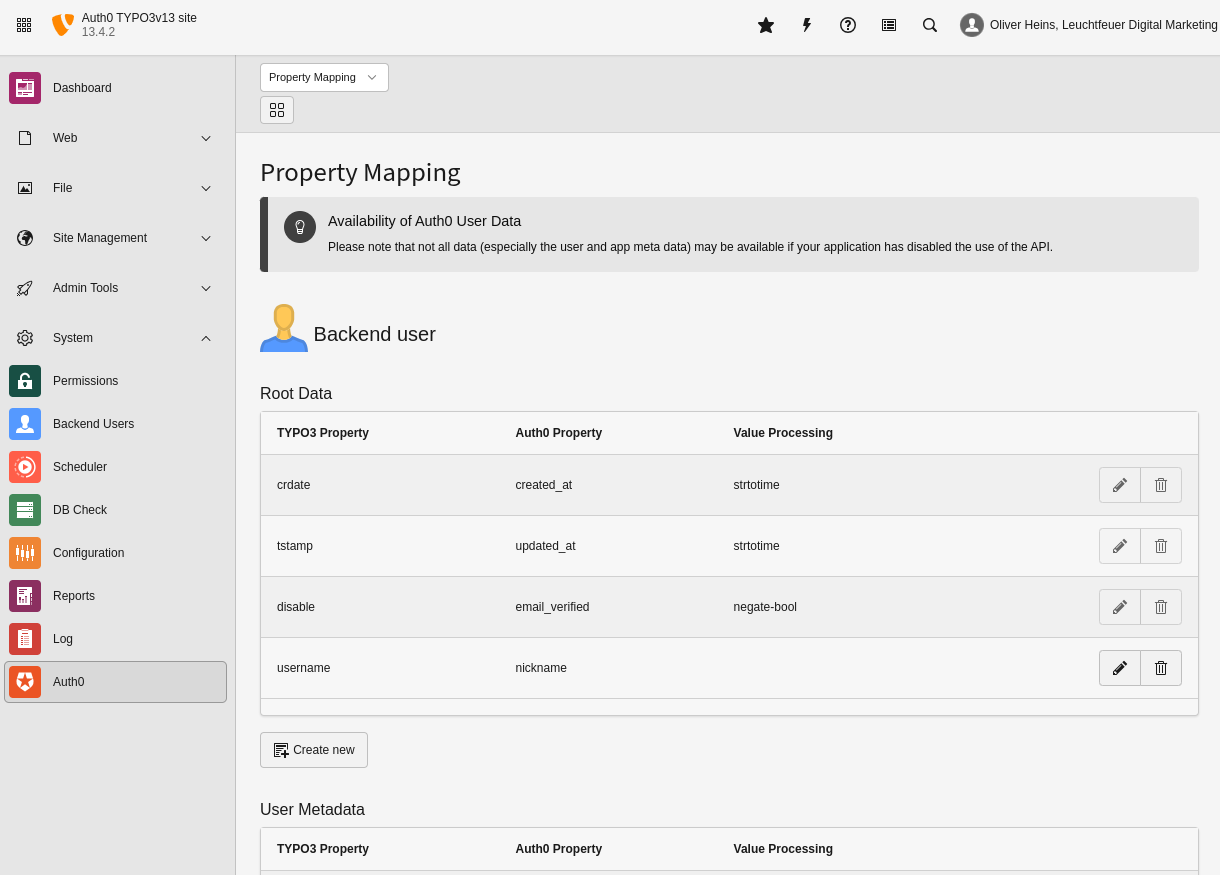 Auth0 TYPO3v13 site
13.4.2
Oliver Heins, Leuchtfeuer Digital Marketing
Dashboard
Web
File
Site Management
Admin Tools
System
Permissions
Backend Users
Scheduler
DB Check
Configuration
Reports
Log
Auth0
Property Mapping
Property Mapping
Availability of Auth0 User Data
Please note that not all data (especially the user and app meta data) may be available if your application has disabled the use of the API.
Backend user
Root Data
TYPO3 Property Auth0 Property Value Processing
crdate created_at strtotime
tstamp updated_at strtotime
disable email_verified negate-bool
username nickname
Create new
User Metadata
TYPO3 Property Auth0 Property Value Processing